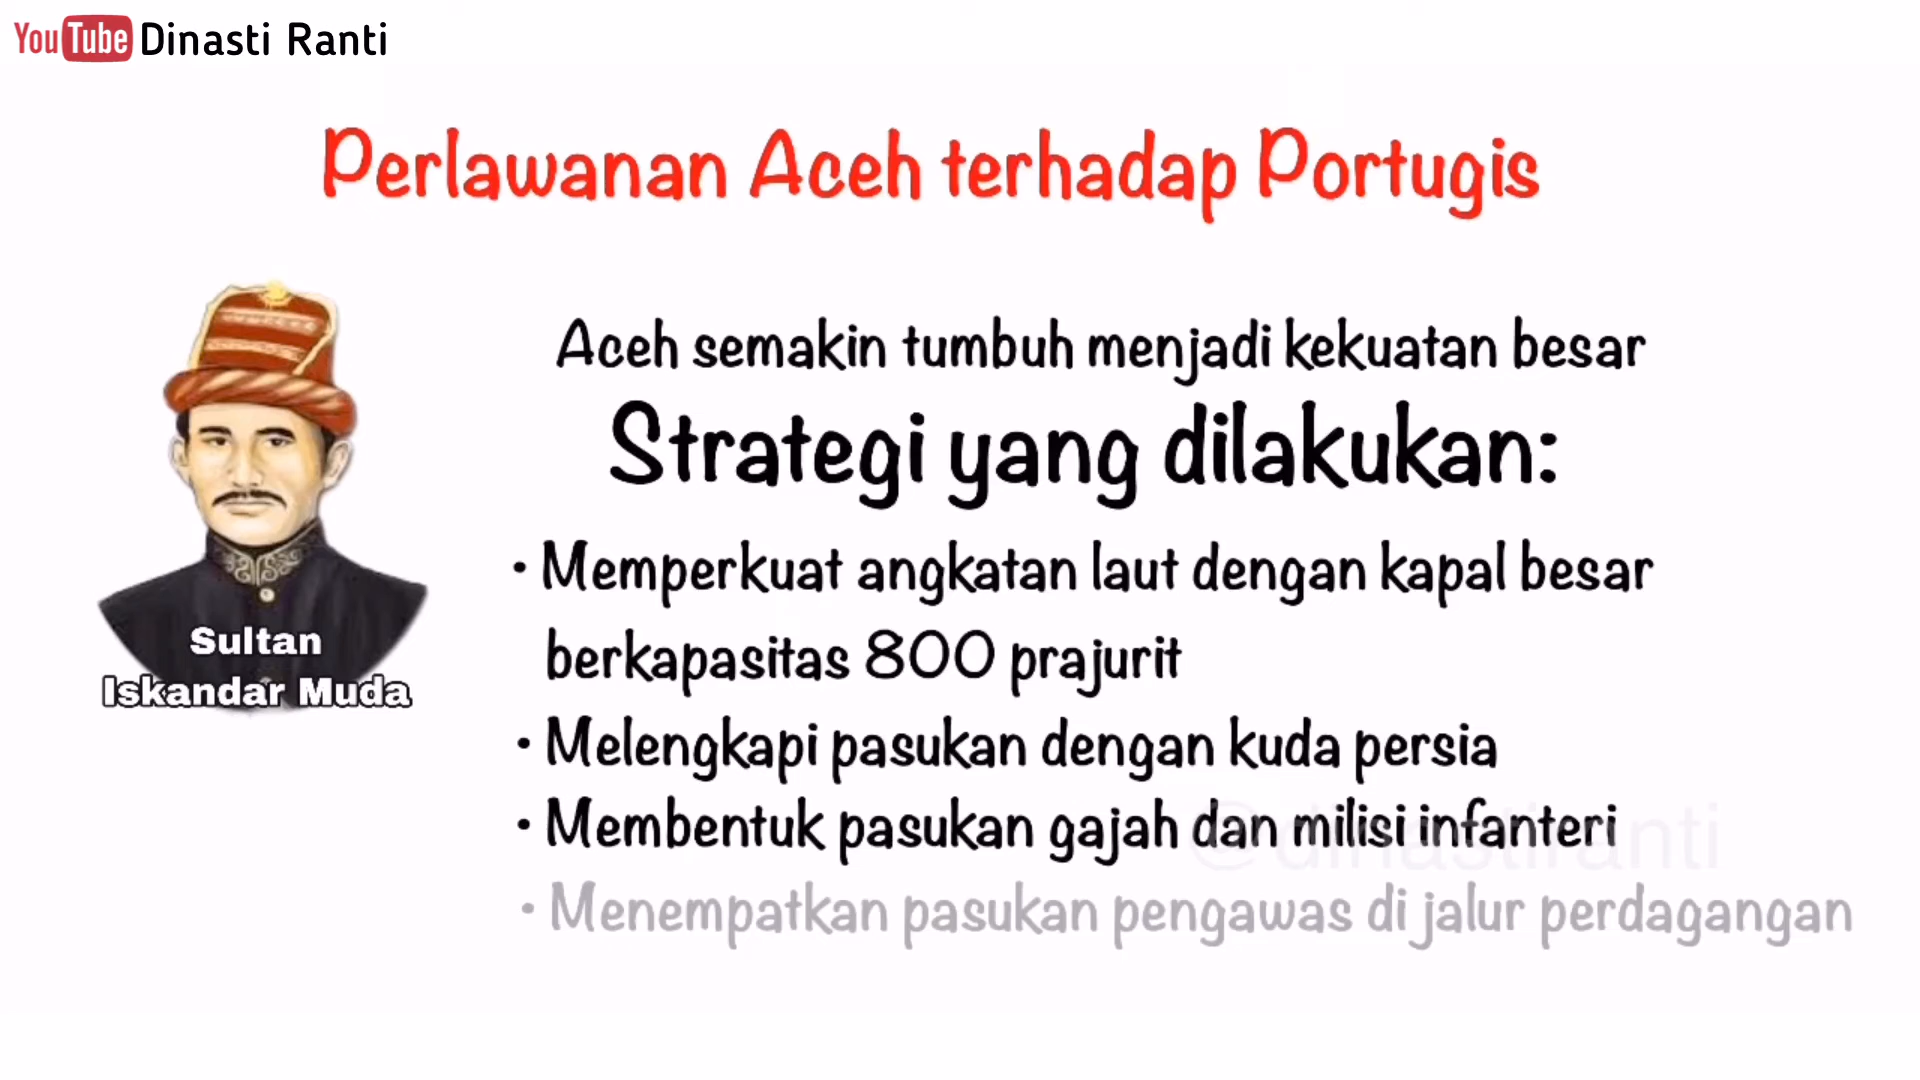 YouTube Dinasti Ranti
Perlawanan Aceh terhadap Portugis
Aceh semakin tumbuh menjadi kekuatan besar
Strategi yang dilakukan:
• Memperkuat angkatan laut dengan kapal besar
berkapasitas 800 prajurit
• Melengkapi pasukan dengan kuda persia
• Membentuk pasukan gajah dan milisi infanteri
• Menempatkan pasukan pengawas di jalur perdagangan
Sultan
Iskandar Muda
@dinastiranti